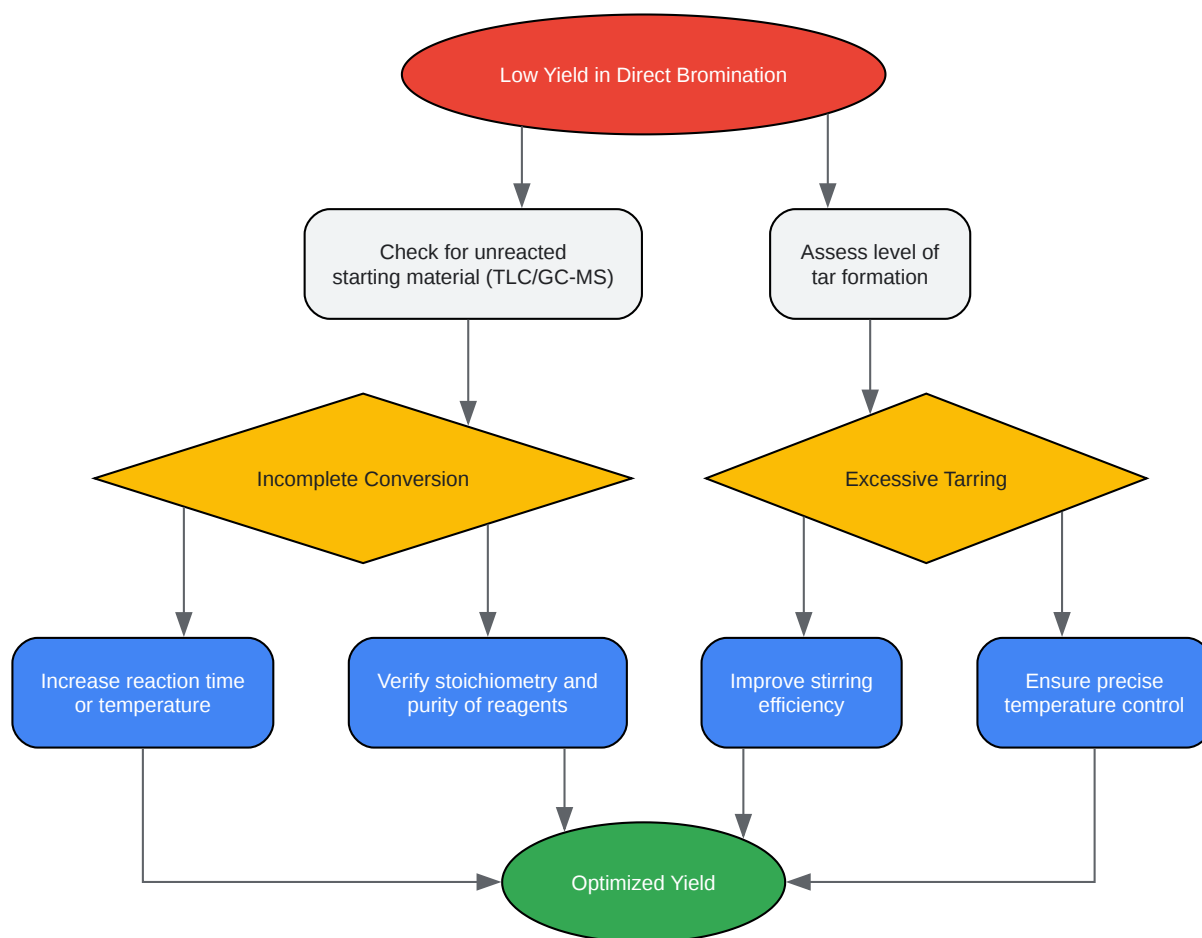 Low Yield in Direct Bromination
Check for unreacted
starting material (TLC/GC-MS)
Assess level of
tar formation
Incomplete Conversion
Excessive Tarring
Increase reaction time
or temperature
Verify stoichiometry and
purity of reagents
Improve stirring
efficiency
Ensure precise
temperature control
Optimized Yield